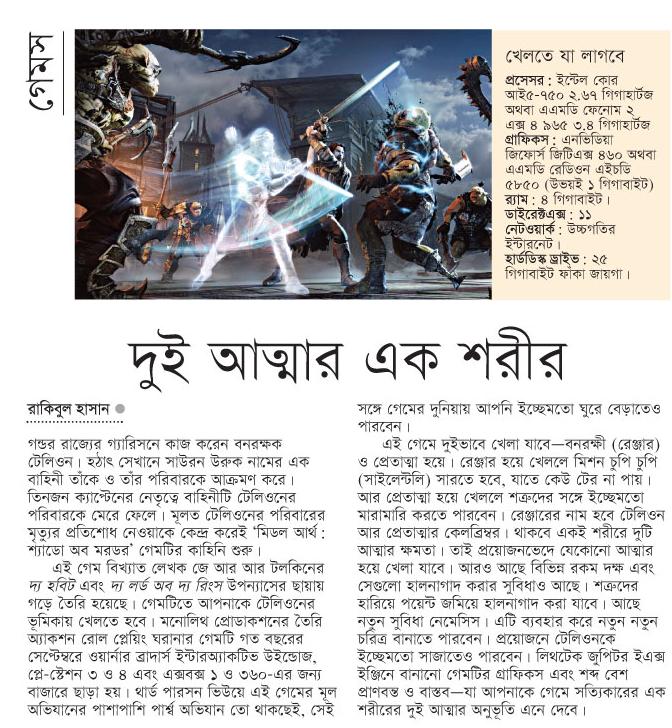 গেমস
খেলতে যা লাগবে
প্রসেসর : ইন্টেল কোর
আই৫-৭৫০ ২.৬৭ গিগাহার্টজ
অথবা এএমডি ফেনোম ২
এক্স ৪ ৯৬৫ ৩.৪ গিগাহার্টজ
গ্রাফিকস : এনভিডিয়া
জিফোর্স জিটিএক্স ৪৬০ অথবা
এএমডি রেডিওন এইচডি
৫৮৫০ (উভয়ই ১ গিগাবাইট)
র‍্যাম : ৪ গিগাবাইট।
ডাইরেক্টএক্স : ১১
নেটওয়ার্ক : উচ্চগতির
ইন্টারনেট।
হার্ডডিস্ক ড্রাইভ : ২৫
গিগাবাইট ফাঁকা জায়গা।
দুই আত্মার এক শরীর
রাকিবুল হাসান ●
গন্ডর রাজ্যের গ্যারিসনে কাজ করেন বনরক্ষক
টেলিওন। হঠাৎ সেখানে সাউরন উরুক নামের এক
বাহিনী তাঁকে ও তাঁর পরিবারকে আক্রমণ করে।
তিনজন ক্যাপ্টেনের নেতৃত্বে বাহিনীটি টেলিওনের
পরিবারকে মেরে ফেলে। মূলত টেলিওনের পরিবারের
মৃত্যুর প্রতিশোধ নেওয়াকে কেন্দ্র করেই ‘মিডল আর্থ :
শ্যাডো অব মরডর’ গেমটির কাহিনি শুরু।
এই গেম বিখ্যাত লেখক জে আর আর টলকিনের
দ্য হবিট এবং দ্য লর্ড অব দ্য রিংস উপন্যাসের ছায়ায়
গড়ে তৈরি হয়েছে। গেমটিতে আপনাকে টেলিওনের
ভূমিকায় খেলতে হবে। মনোলিথ প্রোডাকশনের তৈরি
অ্যাকশন রোল প্লেয়িং ঘরানার গেমটি গত বছরের
সেপ্টেম্বরে ওয়ার্নার ব্রাদার্স ইন্টারঅ্যাকটিভ উইন্ডোজ,
প্লে-স্টেশন ৩ ও ৪ এবং এক্সবক্স ১ ও ৩৬০-এর জন্য
বাজারে ছাড়া হয়। থার্ড পারসন ভিউয়ে এই গেমের মূল
অভিযানের পাশাপাশি পার্শ্ব অভিযান তো থাকছেই, সেই
সঙ্গে গেমের দুনিয়ায় আপনি ইচ্ছেমতো ঘুরে বেড়াতেও
পারবেন।
এই গেমে দুইভাবে খেলা যাবে—বনরক্ষী (রেঞ্জার)
ও প্রেতাত্মা হয়ে। রেঞ্জার হয়ে খেললে মিশন চুপি চুপি
(সাইলেন্টলি) সারতে হবে, যাতে কেউ টের না পায়।
আর প্রেতাত্মা হয়ে খেললে শত্রুদের সঙ্গে ইচ্ছেমতো
মারামারি করতে পারবেন। রেঞ্জারের নাম হবে টেলিওন
আর প্রেতাত্মার কেলব্রিম্বর। থাকবে একই শরীরে দুটি
আত্মার ক্ষমতা। তাই প্রয়োজনভেদে যেকোনো আত্মার
হয়ে খেলা যাবে। আরও আছে বিভিন্ন রকম দক্ষ এবং
সেগুলো হালনাগাদ করার সুবিধাও আছে। শত্রুদের
হারিয়ে পয়েন্ট জমিয়ে হালনাগাদ করা যাবে। আছে
নতুন সুবিধা নেমেসিস। এটি ব্যবহার করে নতুন নতুন
চরিত্র বানাতে পারবেন। প্রয়োজনে টেলিওনকে
ইচ্ছেমতো সাজাতেও পারবেন। লিথটেক জুপিটর ইএক্স
ইঞ্জিনে বানানো গেমটির গ্রাফিকস এবং শব্দ বেশ
প্রাণবন্ত ও বাস্তব—যা আপনাকে গেমে সত্যিকারের এক
শরীরের দুই আত্মার অনুভূতি এনে দেবে।